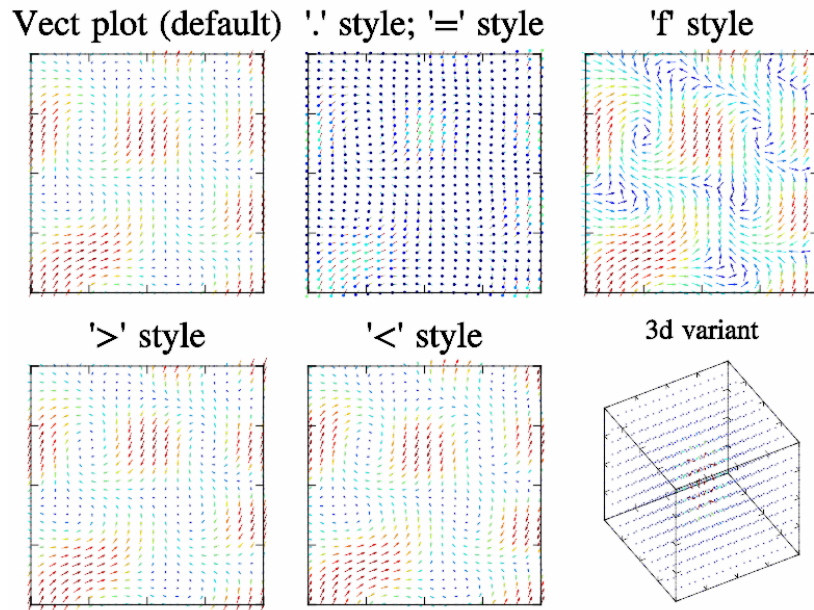 Vect plot (default)
'.' style; '=' style
'f' style
'>' style
'<' style
3d variant